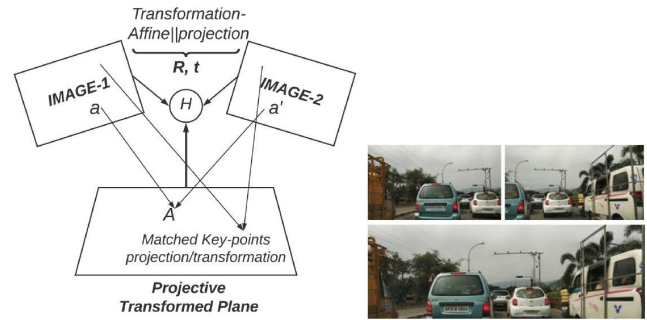 Transformation-
Affine||projection
R, t
IMAGE-1
a
H
IMAGE-2
a'
A
Matched Key-points
projection/transformation
Projective
Transformed Plane